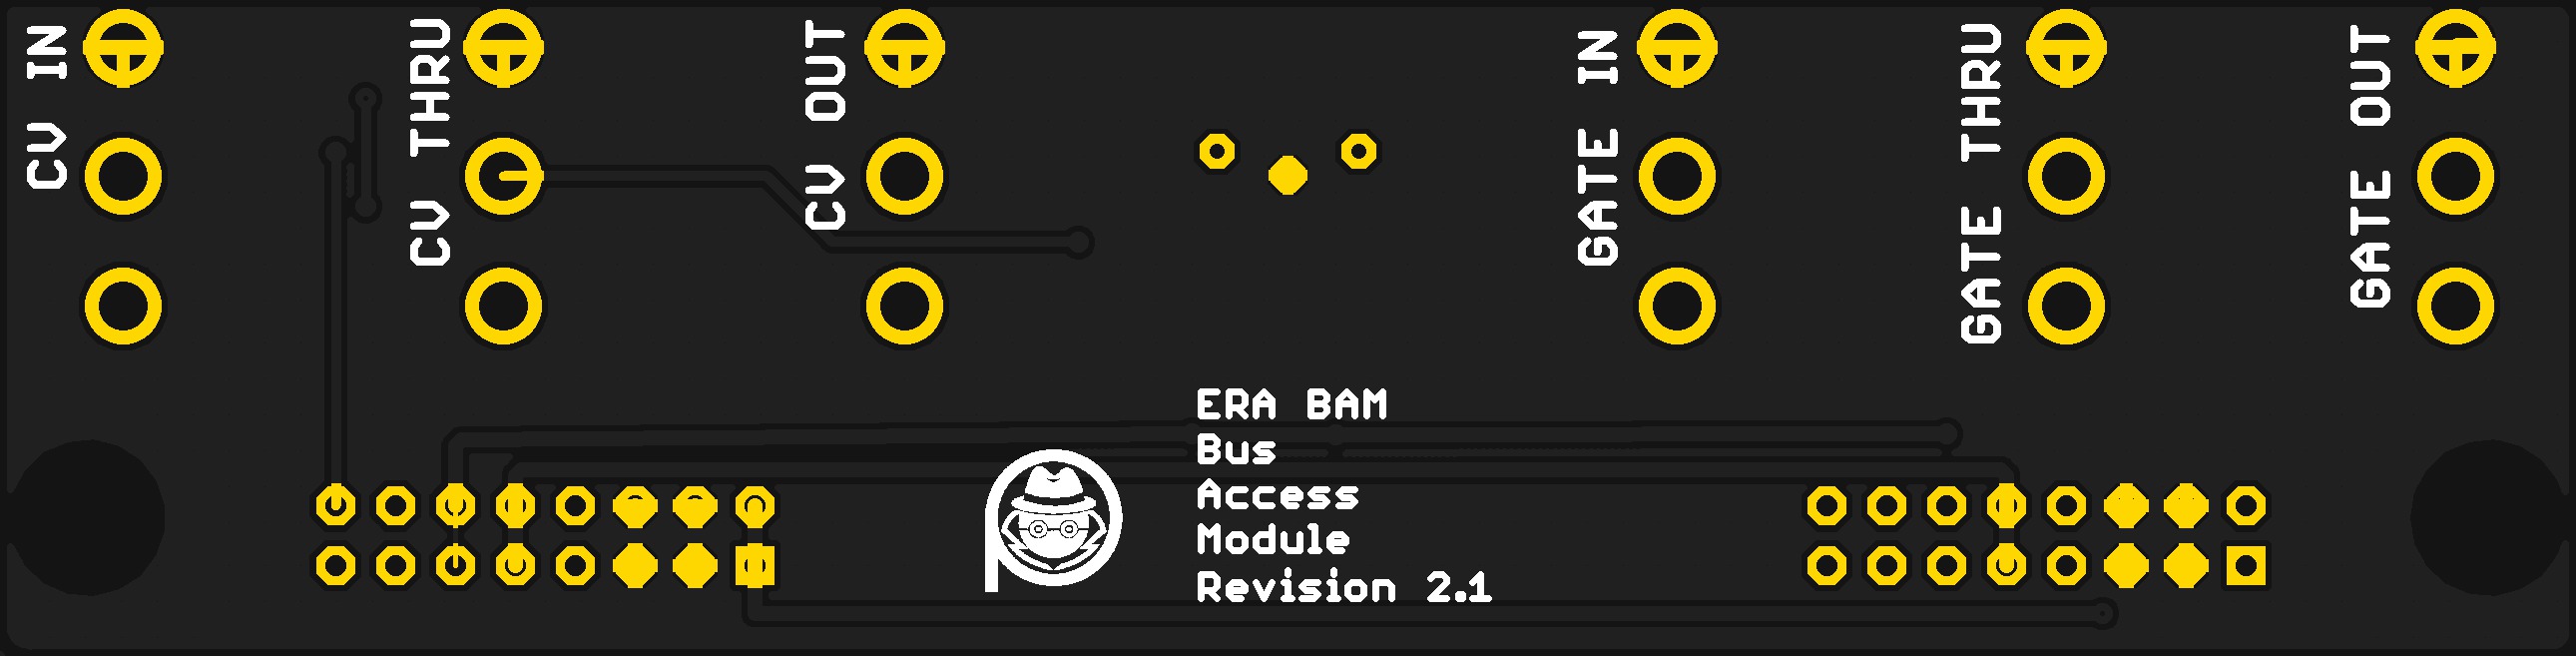 CV IN
CV THRU
CV OUT
GATE IN
GATE THRU
GATE OUT
ERA BAM
Bus
Access
Module
Revision 2.1